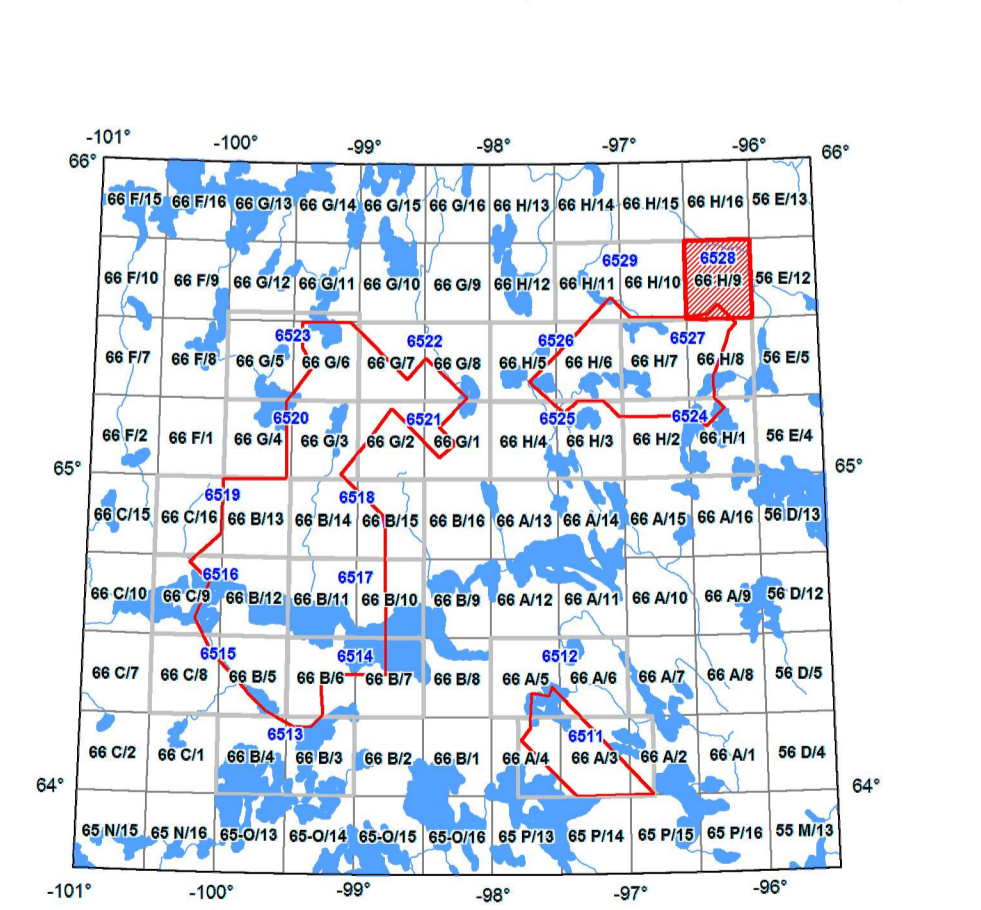 -101° -100° -99° -98° -97° -96°
66° 66°
66 F/15 66 F/16 66 G/13 66 G/14 66 G/15 66 G/16 66 H/13 66 H/14 66 H/15 66 H/16 56 E/13
6529 6528
66 F/10 66 F/9 66 G/12 66 G/11 66 G/10 66 G/9 66 H/12 66 H/11 66 H/10 66 H/9 56 E/12
6523 6522 6526 6527
66 F/7 66 F/8 66 G/5 66 G/6 66 G/7 66 G/8 66 H/5 66 H/6 66 H/7 66 H/8 56 E/5
6520 6521 6525 6524
66 F/2 66 F/1 66 G/4 66 G/3 66 G/2 66 G/1 66 H/4 66 H/3 66 H/2 66 H/1 56 E/4
65° 65°
6519 6518
66 C/15 66 C/16 66 B/13 66 B/14 66 B/15 66 B/16 66 A/13 66 A/14 66 A/15 66 A/16 56 D/13
6516 6517
66 C/10 66 C/9 66 B/12 66 B/11 66 B/10 66 B/9 66 A/12 66 A/11 66 A/10 66 A/9 56 D/12
6515 6514 6512
66 C/7 66 C/8 66 B/5 66 B/6 66 B/7 66 B/8 66 A/5 66 A/6 66 A/7 66 A/8 56 D/5
6513 6511
66 C/2 66 C/1 66 B/4 66 B/3 66 B/2 66 B/1 66 A/4 66 A/3 66 A/2 66 A/1 56 D/4
64° 64°
65 N/15 65 N/16 65-O/13 65-O/14 65-O/15 65-O/16 65 P/13 65 P/14 65 P/15 65 P/16 55 M/13
-101° -100° -99° -98° -97° -96°